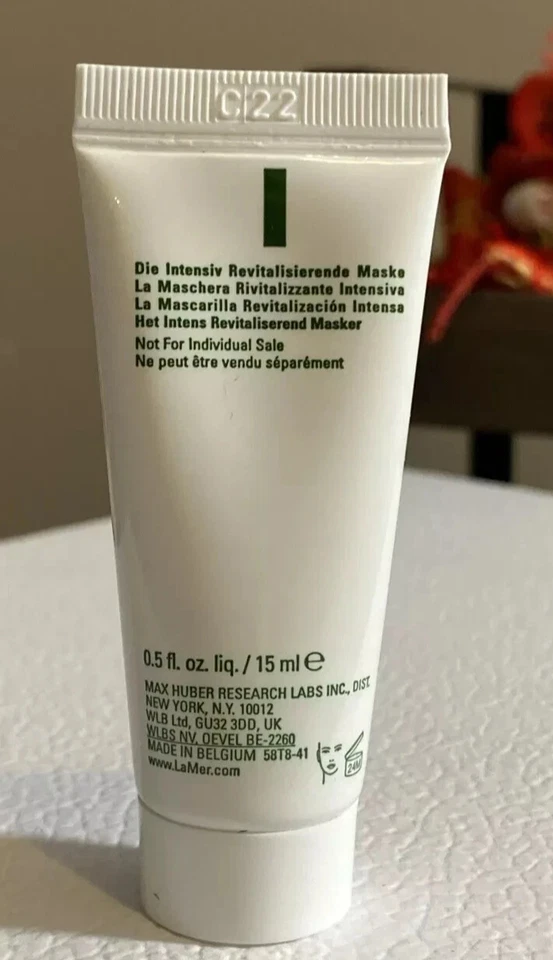 C22
Die Intensiv Revitalisierende Maske
La Maschera Rivitalizzante Intensiva
La Mascarilla Revitalización Intensa
Het Intens Revitaliserend Masker
Not For Individual Sale
Ne peut être vendu séparément
0.5 fl. oz. liq. / 15 ml e
MAX HUBER RESEARCH LABS INC., DIST.
NEW YORK, N.Y. 10012
WLB Ltd, GU32 3DD, UK
WLBS NV, OEVEL BE-2260
MADE IN BELGIUM 58T8-41
www.LaMer.com
24M